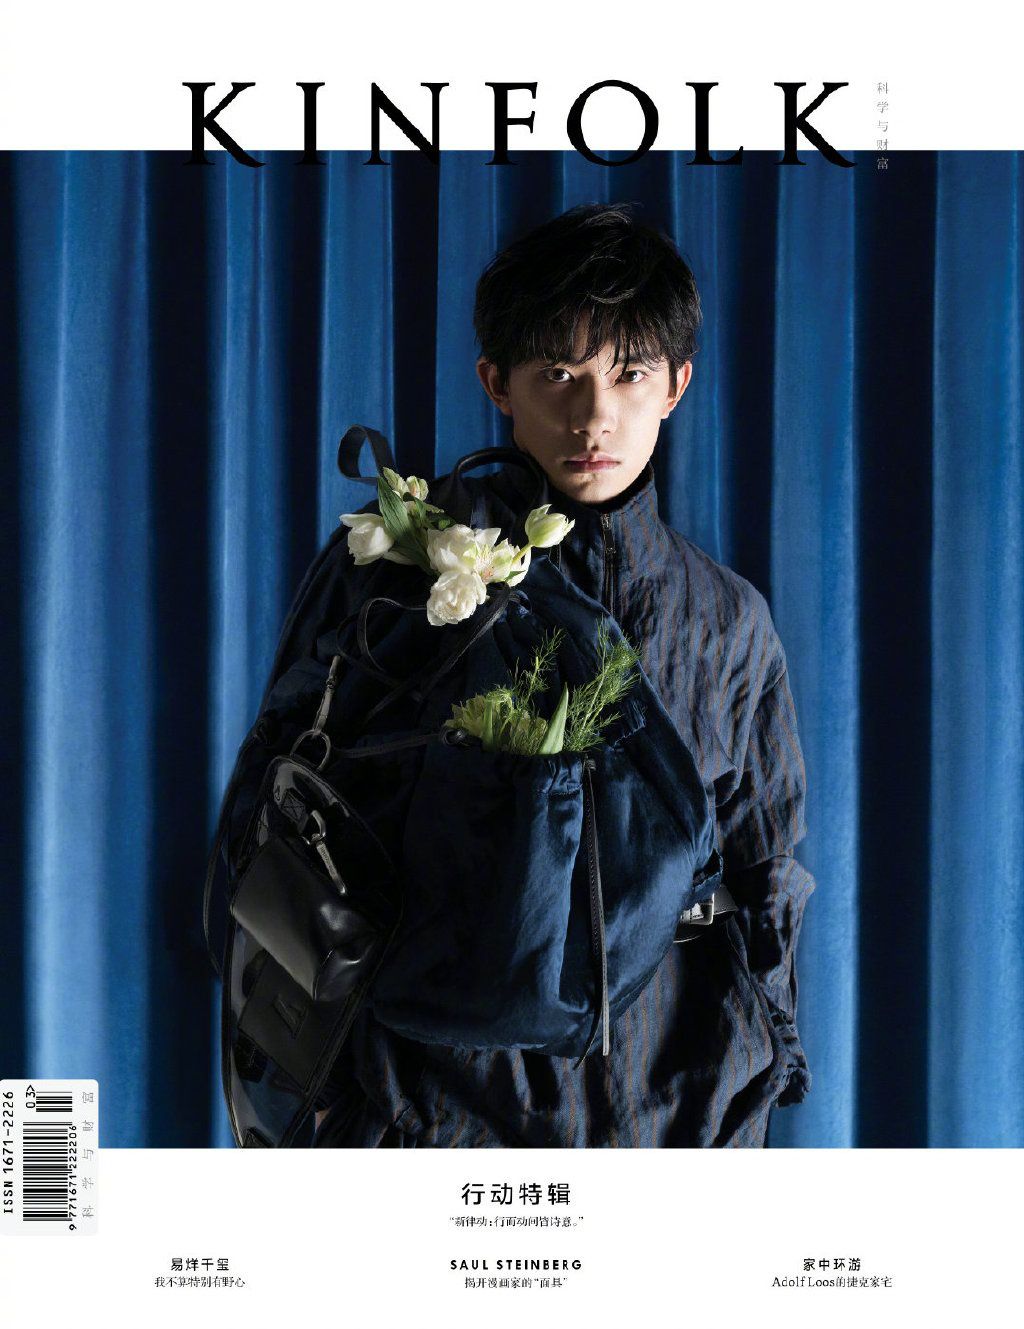 KINFOLK
科学与财富
ISSN 1671-2226
03>
9 771671 222206
科学与财富
行动特辑
“新律动：行而动间皆诗意。”
易烊千玺
我不算特别有野心
SAUL STEINBERG
揭开漫画家的“面具”
家中环游
Adolf Loos的捷克家宅